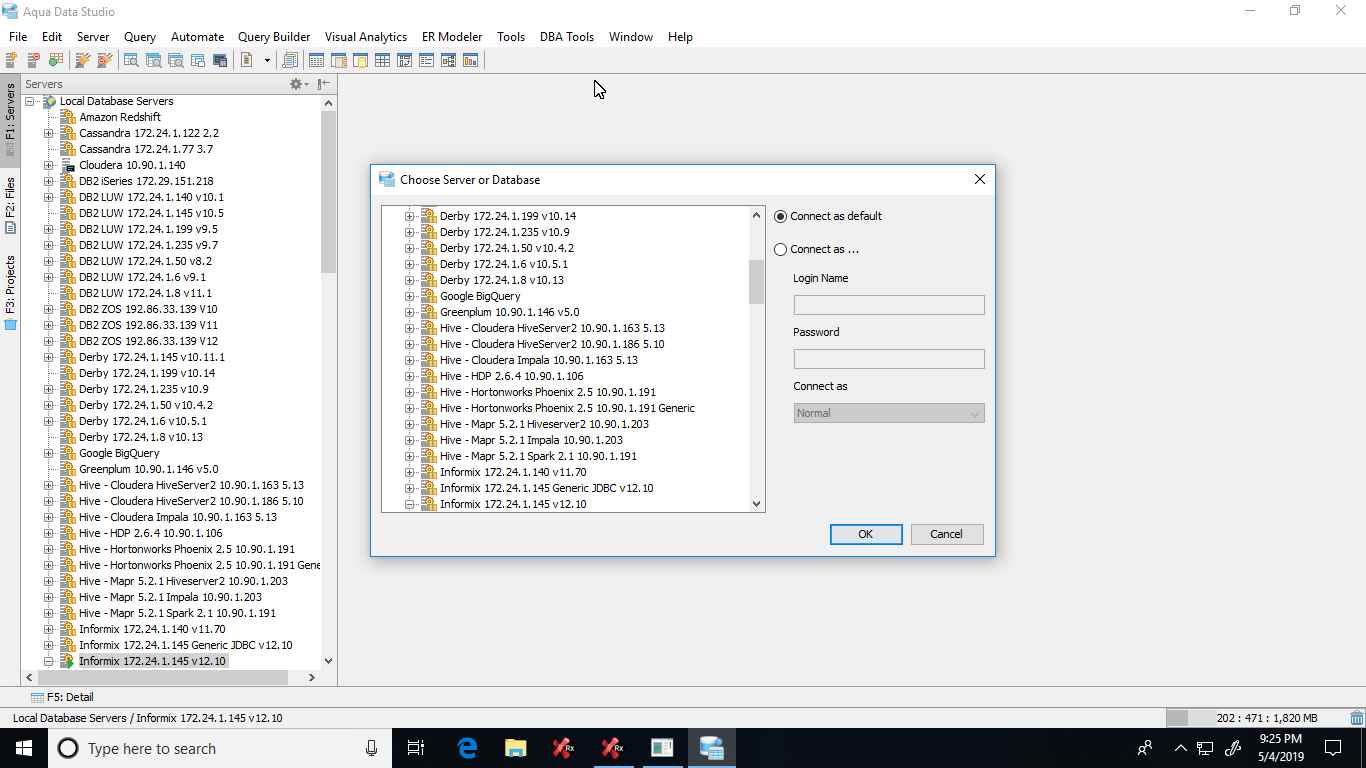 Aqua Data Studio
File Edit Server Query Automate Query Builder Visual Analytics ER Modeler Tools DBA Tools Window Help
Servers
F1: Servers
F2: Files
F3: Projects
Local Database Servers
Amazon Redshift
Cassandra 172.24.1.122 2.2
Cassandra 172.24.1.77 3.7
Cloudera 10.90.1.140
DB2 iSeries 172.29.151.218
DB2 LUW 172.24.1.140 v10.1
DB2 LUW 172.24.1.145 v10.5
DB2 LUW 172.24.1.199 v9.5
DB2 LUW 172.24.1.235 v9.7
DB2 LUW 172.24.1.50 v8.2
DB2 LUW 172.24.1.6 v9.1
DB2 LUW 172.24.1.8 v11.1
DB2 ZOS 192.86.33.139 V10
DB2 ZOS 192.86.33.139 V11
DB2 ZOS 192.86.33.139 V12
Derby 172.24.1.145 v10.11.1
Derby 172.24.1.199 v10.14
Derby 172.24.1.235 v10.9
Derby 172.24.1.50 v10.4.2
Derby 172.24.1.6 v10.5.1
Derby 172.24.1.8 v10.13
Google BigQuery
Greenplum 10.90.1.146 v5.0
Hive - Cloudera HiveServer2 10.90.1.163 5.13
Hive - Cloudera HiveServer2 10.90.1.186 5.10
Hive - Cloudera Impala 10.90.1.163 5.13
Hive - HDP 2.6.4 10.90.1.106
Hive - Hortonworks Phoenix 2.5 10.90.1.191
Hive - Hortonworks Phoenix 2.5 10.90.1.191 Gene
Hive - Mapr 5.2.1 Hiveserver2 10.90.1.203
Hive - Mapr 5.2.1 Impala 10.90.1.203
Hive - Mapr 5.2.1 Spark 2.1 10.90.1.191
Informix 172.24.1.140 v11.70
Informix 172.24.1.145 Generic JDBC v12.10
Informix 172.24.1.145 v12.10
Choose Server or Database
Derby 172.24.1.199 v10.14
Derby 172.24.1.235 v10.9
Derby 172.24.1.50 v10.4.2
Derby 172.24.1.6 v10.5.1
Derby 172.24.1.8 v10.13
Google BigQuery
Greenplum 10.90.1.146 v5.0
Hive - Cloudera HiveServer2 10.90.1.163 5.13
Hive - Cloudera HiveServer2 10.90.1.186 5.10
Hive - Cloudera Impala 10.90.1.163 5.13
Hive - HDP 2.6.4 10.90.1.106
Hive - Hortonworks Phoenix 2.5 10.90.1.191
Hive - Hortonworks Phoenix 2.5 10.90.1.191 Generic
Hive - Mapr 5.2.1 Hiveserver2 10.90.1.203
Hive - Mapr 5.2.1 Impala 10.90.1.203
Hive - Mapr 5.2.1 Spark 2.1 10.90.1.191
Informix 172.24.1.140 v11.70
Informix 172.24.1.145 Generic JDBC v12.10
Informix 172.24.1.145 v12.10
Connect as default
Connect as ...
Login Name
Password
Connect as
Normal
OK Cancel
F5: Detail
Local Database Servers / Informix 172.24.1.145 v12.10
202 : 471 : 1,820 MB
Type here to search
Rx
Rx
9:25 PM
5/4/2019